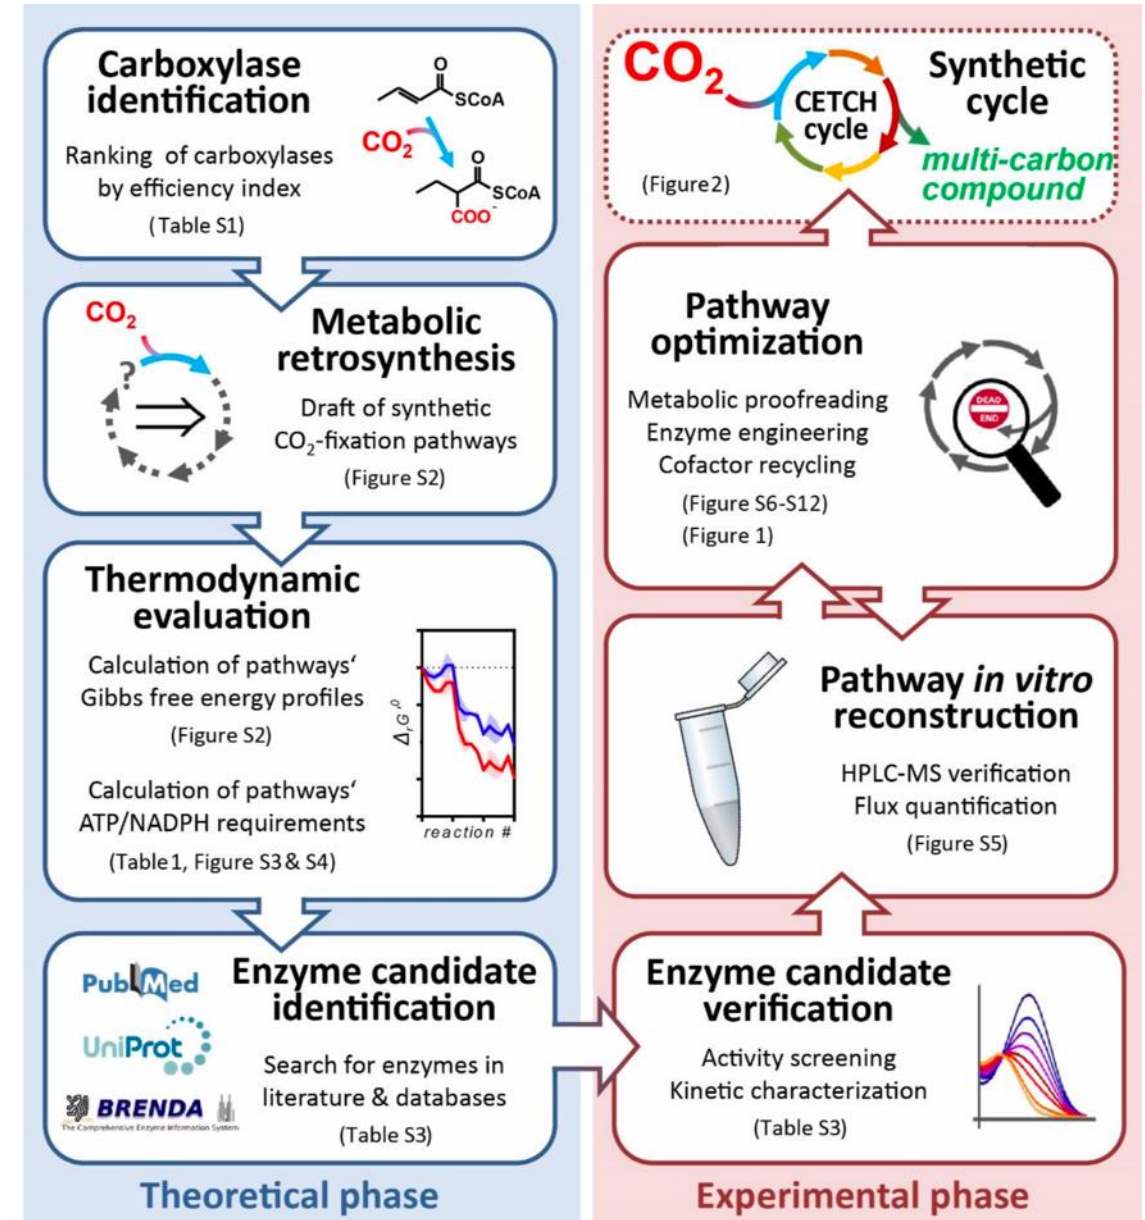 Carboxylase
identification
Ranking of carboxylases
by efficiency index
(Table S1)
O
SCoA
CO2
O
SCoA
COO-
CO2
?
Metabolic
retrosynthesis
Draft of synthetic
CO2-fixation pathways
(Figure S2)
Thermodynamic
evaluation
Calculation of pathways‘
Gibbs free energy profiles
(Figure S2)
Calculation of pathways‘
ATP/NADPH requirements
(Table 1, Figure S3 & S4)
ΔrG'0
reaction #
PubMed
UniProt
BRENDA
The Comprehensive Enzyme Information System
Enzyme candidate
identification
Search for enzymes in
literature & databases
(Table S3)
Theoretical phase
CO2
CETCH
cycle
Synthetic
cycle
multi-carbon
compound
(Figure 2)
Pathway
optimization
Metabolic proofreading
Enzyme engineering
Cofactor recycling
(Figure S6-S12)
(Figure 1)
DEAD
END
Pathway in vitro
reconstruction
HPLC-MS verification
Flux quantification
(Figure S5)
Enzyme candidate
verification
Activity screening
Kinetic characterization
(Table S3)
Experimental phase